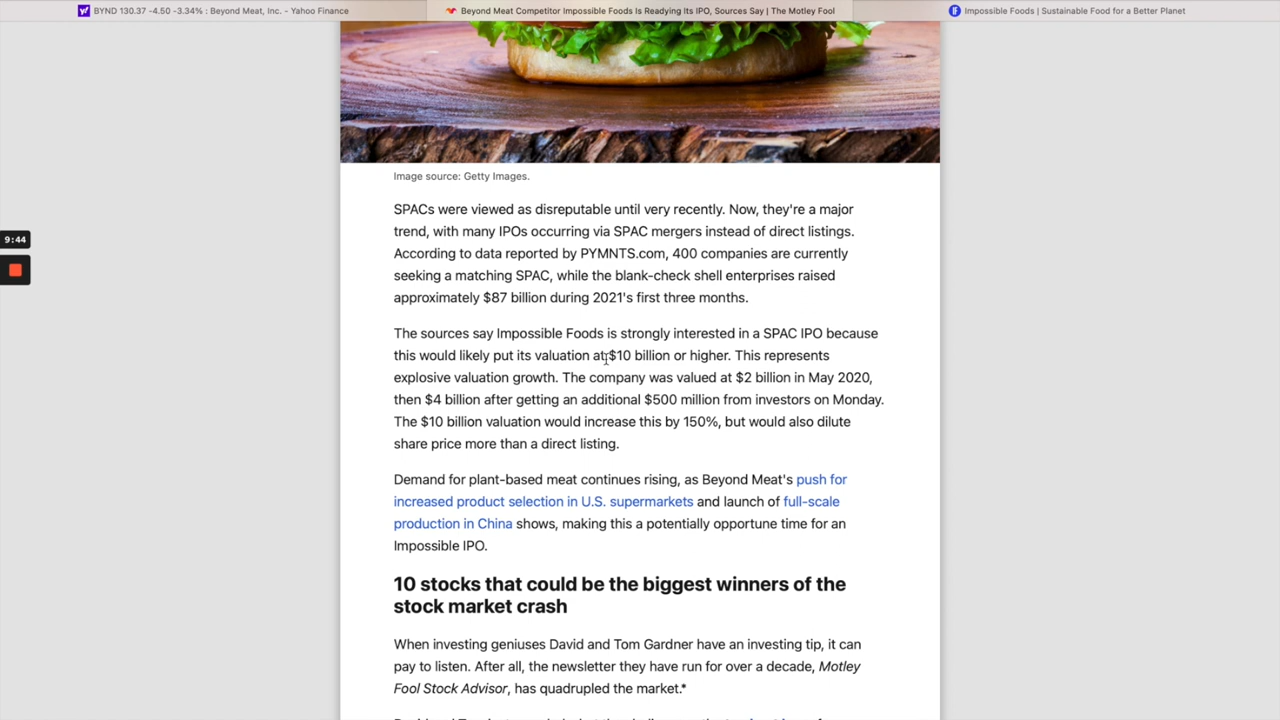 BYND 130.37 -4.50 -3.34% : Beyond Meat, Inc. - Yahoo Finance
Beyond Meat Competitor Impossible Foods Is Readying Its IPO, Sources Say | The Motley Fool
Impossible Foods | Sustainable Food for a Better Planet
9:44
Image source: Getty Images.
SPACs were viewed as disreputable until very recently. Now, they're a major
trend, with many IPOs occurring via SPAC mergers instead of direct listings.
According to data reported by PYMNTS.com, 400 companies are currently
seeking a matching SPAC, while the blank-check shell enterprises raised
approximately $87 billion during 2021's first three months.
The sources say Impossible Foods is strongly interested in a SPAC IPO because
this would likely put its valuation at $10 billion or higher. This represents
explosive valuation growth. The company was valued at $2 billion in May 2020,
then $4 billion after getting an additional $500 million from investors on Monday.
The $10 billion valuation would increase this by 150%, but would also dilute
share price more than a direct listing.
Demand for plant-based meat continues rising, as Beyond Meat's push for
increased product selection in U.S. supermarkets and launch of full-scale
production in China shows, making this a potentially opportune time for an
Impossible IPO.
10 stocks that could be the biggest winners of the
stock market crash
When investing geniuses David and Tom Gardner have an investing tip, it can
pay to listen. After all, the newsletter they have run for over a decade, Motley
Fool Stock Advisor, has quadrupled the market.*